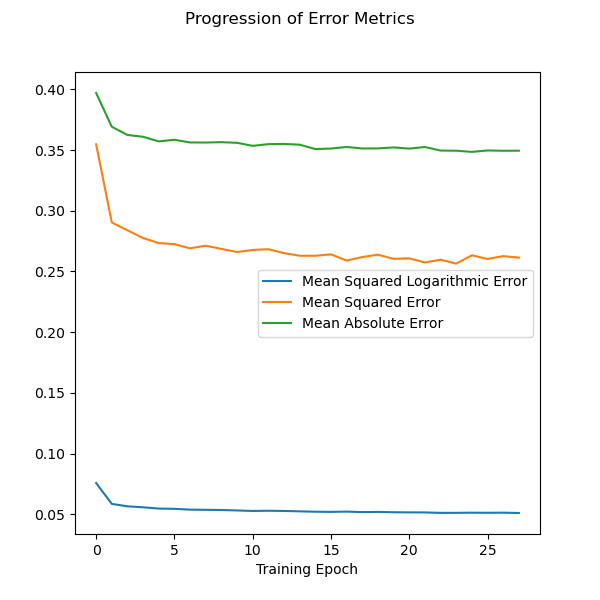 Progression of Error Metrics
0.40
0.35
0.30
0.25
0.20
0.15
0.10
0.05
Mean Squared Logarithmic Error
Mean Squared Error
Mean Absolute Error
0 5 10 15 20 25
Training Epoch